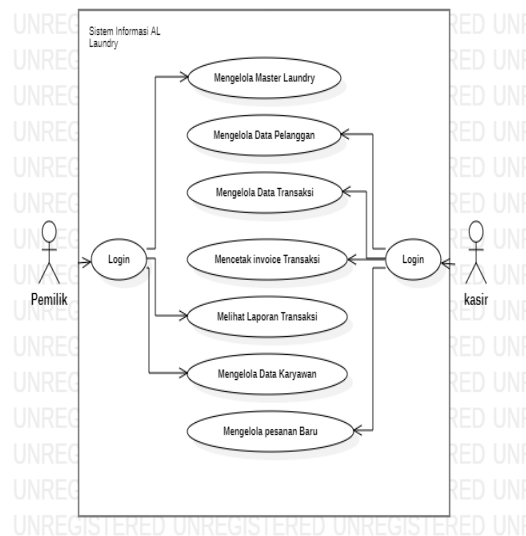 Sistem Informasi AL
Laundry
Mengelola Master Laundry
Mengelola Data Pelanggan
Mengelola Data Transaksi
Login
Mencetak invoice Transaksi
Login
Pemilik
kasir
Melihat Laporan Transaksi
Mengelola Data Karyawan
Mengelola pesanan Baru
UNREGISTERED UNREGISTERED UNREGISTERED UN